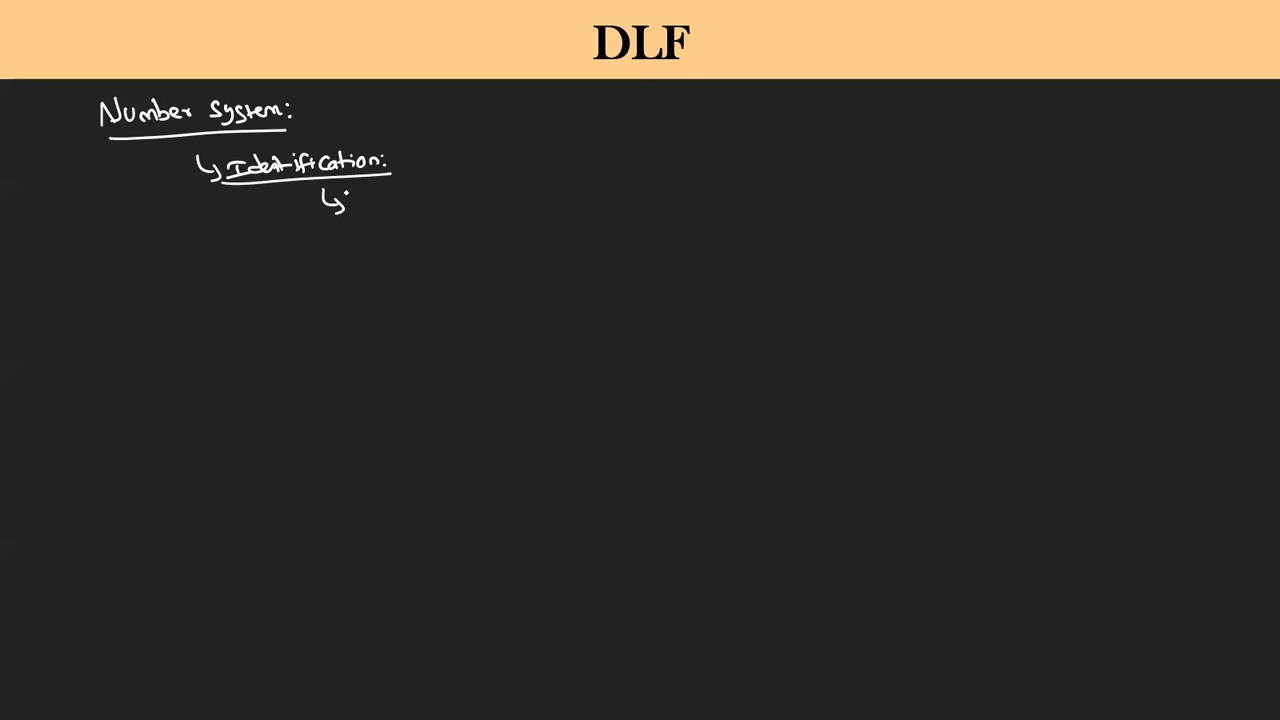 DLF
Number System:
↳ Identification:
↳